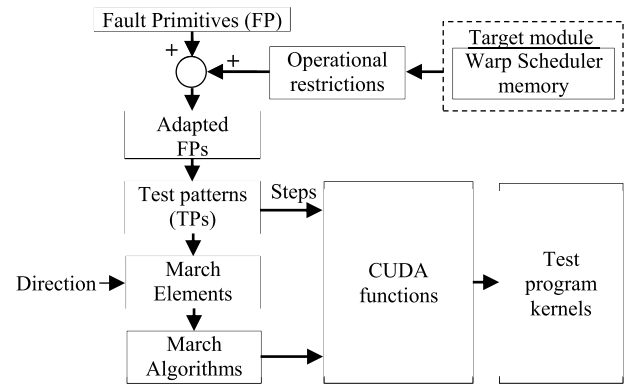 Fault Primitives (FP)
+
+
Operational
restrictions
Target module
Warp Scheduler
memory
Adapted
FPs
Test patterns
(TPs)
Steps
Direction
March
Elements
March
Algorithms
CUDA
functions
Test
program
kernels